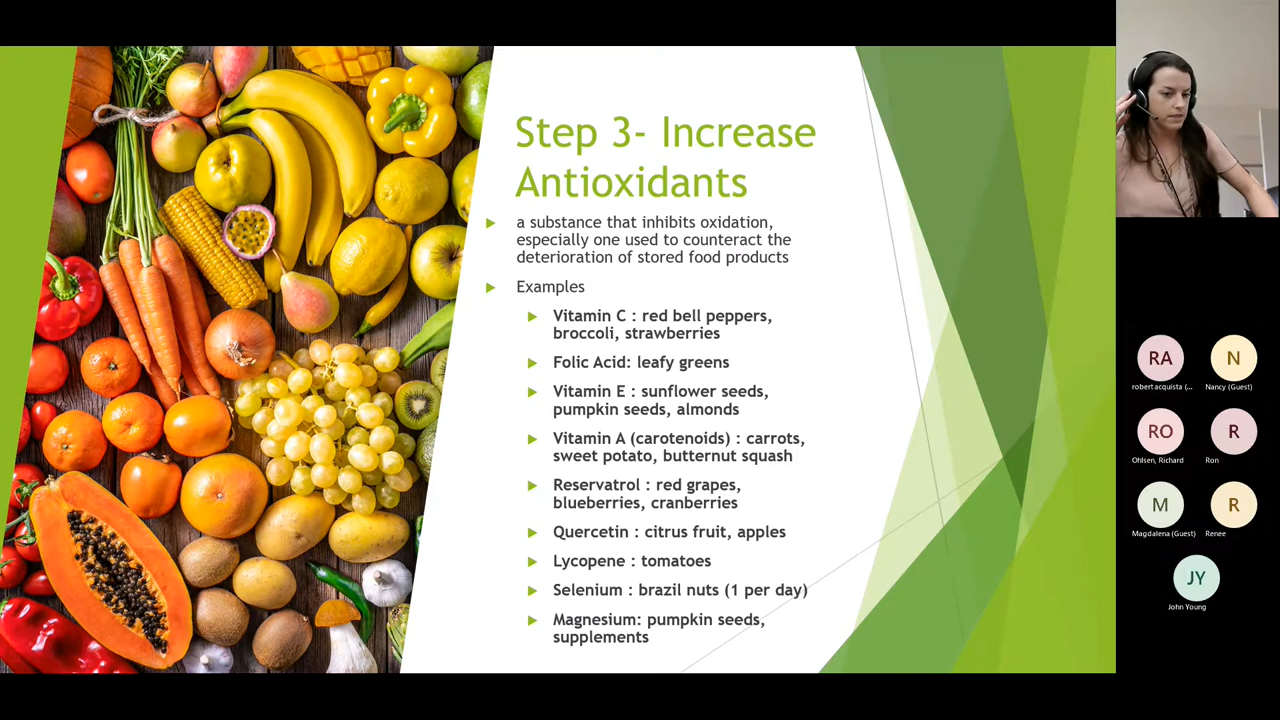 Step 3- Increase
Antioxidants
a substance that inhibits oxidation,
especially one used to counteract the
deterioration of stored food products
Examples
Vitamin C : red bell peppers,
broccoli, strawberries
Folic Acid: leafy greens
Vitamin E : sunflower seeds,
pumpkin seeds, almonds
Vitamin A (carotenoids) : carrots,
sweet potato, butternut squash
Reservatrol : red grapes,
blueberries, cranberries
Quercetin : citrus fruit, apples
Lycopene : tomatoes
Selenium : brazil nuts (1 per day)
Magnesium: pumpkin seeds,
supplements
RA
robert acquista (...
N
Nancy (Guest)
RO
Ohlsen, Richard
R
Ron
M
Magdalena (Guest)
R
Renee
JY
John Young